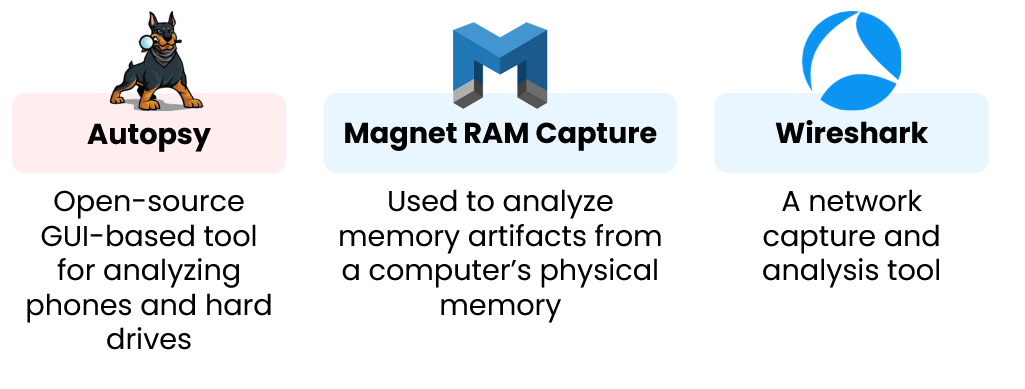 Autopsy
Open-source
GUI-based tool
for analyzing
phones and hard
drives
Magnet RAM Capture
Used to analyze
memory artifacts from
a computer's physical
memory
Wireshark
A network
capture and
analysis tool